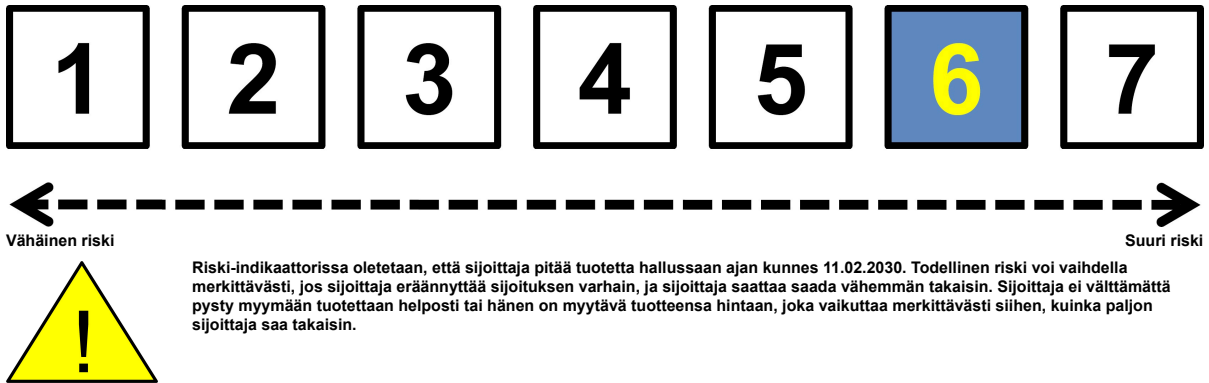 1 2 3 4 5 6 7
Vähäinen riski Suuri riski
Riski-indikaattorissa oletetaan, että sijoittaja pitää tuotetta hallussaan ajan kunnes 11.02.2030. Todellinen riski voi vaihdella
merkittävästi, jos sijoittaja eräännyttää sijoituksen varhain, ja sijoittaja saattaa saada vähemmän takaisin. Sijoittaja ei välttämättä
pysty myymään tuotettaan helposti tai hänen on myytävä tuotteensa hintaan, joka vaikuttaa merkittävästi siihen, kuinka paljon
sijoittaja saa takaisin.
!